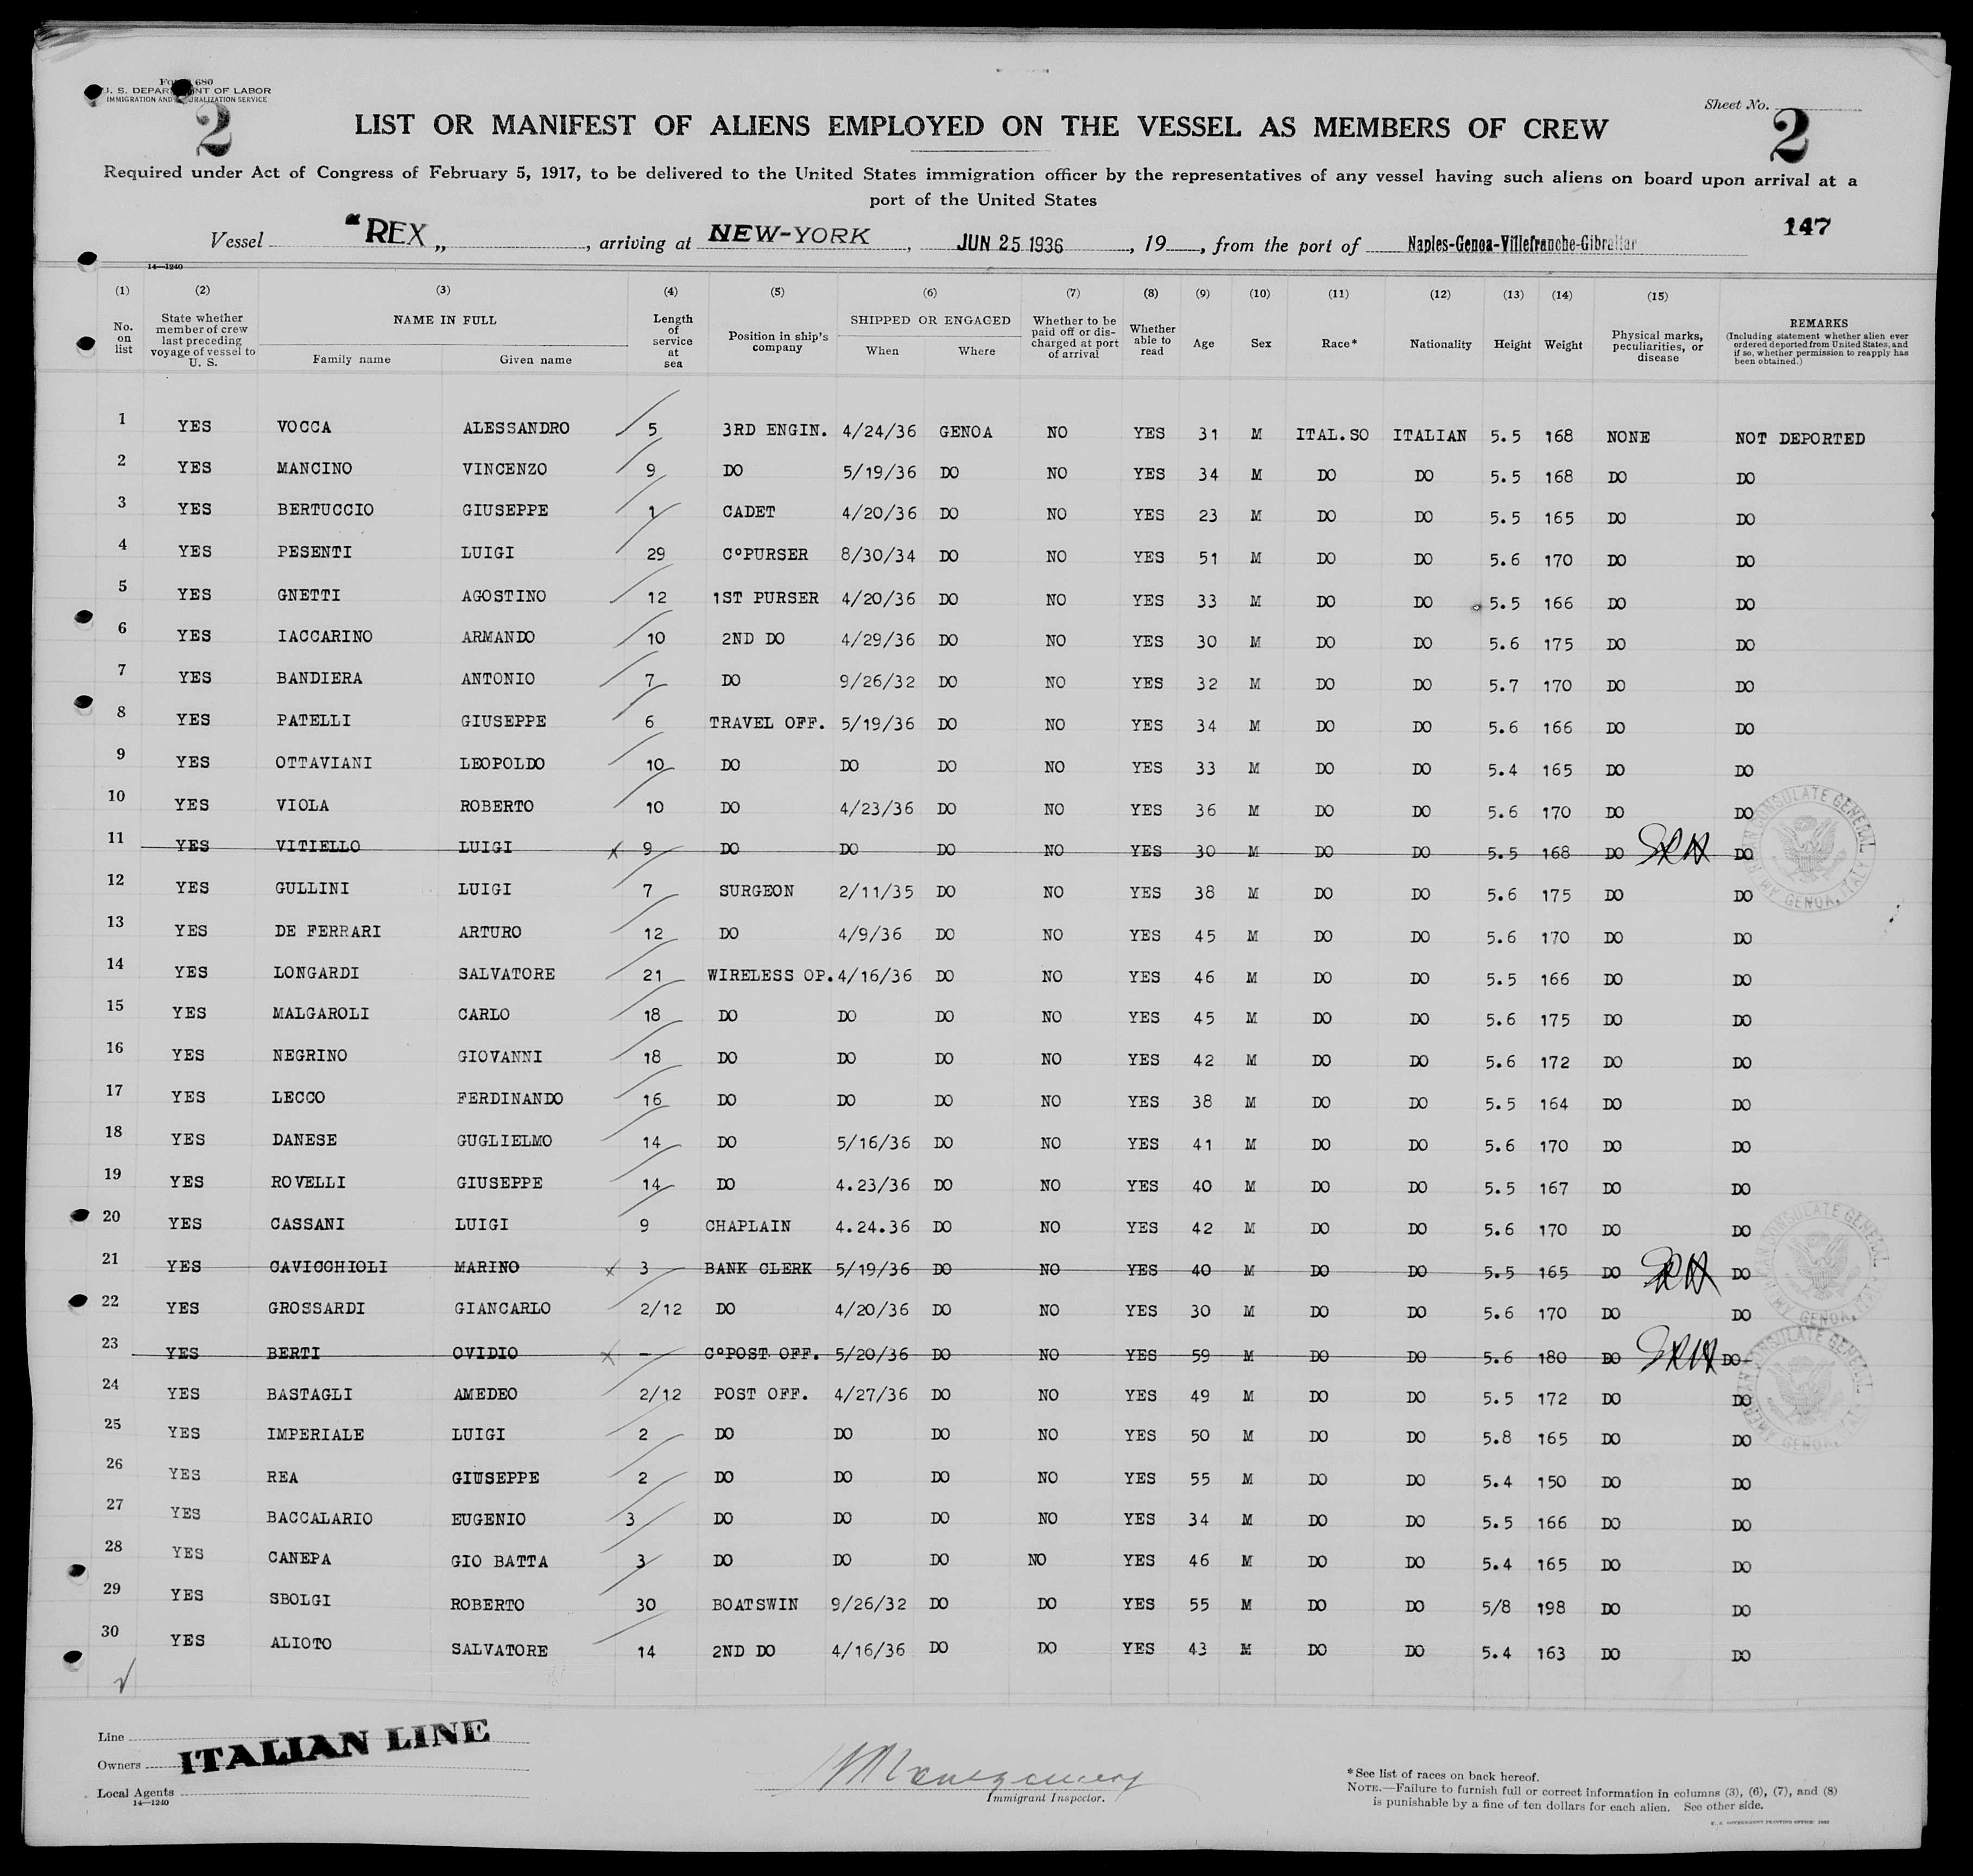 Form 680
U. S. DEPARTMENT OF LABOR
IMMIGRATION AND NATURALIZATION SERVICE
2
Sheet No. 2
LIST OR MANIFEST OF ALIENS EMPLOYED ON THE VESSEL AS MEMBERS OF CREW
Required under Act of Congress of February 5, 1917, to be delivered to the United States immigration officer by the representatives of any vessel having such aliens on board upon arrival at a
port of the United States
147
Vessel "REX", arriving at NEW-YORK, JUN 25 1936, 19, from the port of Naples-Genoa-Villefranche-Gibraltar
14—1240
(1) (2) (3) (4) (5) (6) (7) (8) (9) (10) (11) (12) (13) (14) (15)
No. on list State whether member of crew last preceding voyage of vessel to U. S. NAME IN FULL Family name Given name Length of service at sea Position in ship's company SHIPPED OR ENGAGED When Where Whether to be paid off or discharged at port of arrival Whether able to read Age Sex Race* Nationality Height Weight Physical marks, peculiarities, or disease REMARKS (Including statement whether alien ever ordered deported from United States, and if so, whether permission to reapply has been obtained.)
1 YES VOCCA ALESSANDRO 5 3RD ENGIN. 4/24/36 GENOA NO YES 31 M ITAL.SO ITALIAN 5.5 168 NONE NOT DEPORTED
2 YES MANCINO VINCENZO 9 DO 5/19/36 DO NO YES 34 M DO DO 5.5 168 DO DO
3 YES BERTUCCIO GIUSEPPE 1 CADET 4/20/36 DO NO YES 23 M DO DO 5.5 165 DO DO
4 YES PESENTI LUIGI 29 CºPURSER 8/30/34 DO NO YES 51 M DO DO 5.6 170 DO DO
5 YES GNETTI AGOSTINO 12 1ST PURSER 4/20/36 DO NO YES 33 M DO DO 5.5 166 DO DO
6 YES IACCARINO ARMANDO 10 2ND DO 4/29/36 DO NO YES 30 M DO DO 5.6 175 DO DO
7 YES BANDIERA ANTONIO 7 DO 9/26/32 DO NO YES 32 M DO DO 5.7 170 DO DO
8 YES PATELLI GIUSEPPE 6 TRAVEL OFF. 5/19/36 DO NO YES 34 M DO DO 5.6 166 DO DO
9 YES OTTAVIANI LEOPOLDO 10 DO DO DO NO YES 33 M DO DO 5.4 165 DO DO
10 YES VIOLA ROBERTO 10 DO 4/23/36 DO NO YES 36 M DO DO 5.6 170 DO DO
11 YES VITIELLO LUIGI x 9 DO DO DO NO YES 30 M DO DO 5.5 168 DO DO
12 YES GULLINI LUIGI 7 SURGEON 2/11/35 DO NO YES 38 M DO DO 5.6 175 DO DO
13 YES DE FERRARI ARTURO 12 DO 4/9/36 DO NO YES 45 M DO DO 5.6 170 DO DO
14 YES LONGARDI SALVATORE 21 WIRELESS OP. 4/16/36 DO NO YES 46 M DO DO 5.5 166 DO DO
15 YES MALGAROLI CARLO 18 DO DO DO NO YES 45 M DO DO 5.6 175 DO DO
16 YES NEGRINO GIOVANNI 18 DO DO DO NO YES 42 M DO DO 5.6 172 DO DO
17 YES LECCO FERDINANDO 16 DO DO DO NO YES 38 M DO DO 5.5 164 DO DO
18 YES DANESE GUGLIELMO 14 DO 5/16/36 DO NO YES 41 M DO DO 5.6 170 DO DO
19 YES ROVELLI GIUSEPPE 14 DO 4.23/36 DO NO YES 40 M DO DO 5.5 167 DO DO
20 YES CASSANI LUIGI 9 CHAPLAIN 4.24.36 DO NO YES 42 M DO DO 5.6 170 DO DO
21 YES CAVICCHIOLI MARINO x 3 BANK CLERK 5/19/36 DO NO YES 40 M DO DO 5.5 165 DO DO
22 YES GROSSARDI GIANCARLO 2/12 DO 4/20/36 DO NO YES 30 M DO DO 5.6 170 DO DO
23 YES BERTI OVIDIO x - CºPOST OFF. 5/20/36 DO NO YES 59 M DO DO 5.6 180 DO DO
24 YES BASTAGLI AMEDEO 2/12 POST OFF. 4/27/36 DO NO YES 49 M DO DO 5.5 172 DO DO
25 YES IMPERIALE LUIGI 2 DO DO DO NO YES 50 M DO DO 5.8 165 DO DO
26 YES REA GIUSEPPE 2 DO DO DO NO YES 55 M DO DO 5.4 150 DO DO
27 YES BACCALARIO EUGENIO 3 DO DO DO NO YES 34 M DO DO 5.5 166 DO DO
28 YES CANEPA GIO BATTA 3 DO DO DO NO YES 46 M DO DO 5.4 165 DO DO
29 YES SBOLGI ROBERTO 30 BOATSWIN 9/26/32 DO DO YES 55 M DO DO 5/8 198 DO DO
30 YES ALIOTO SALVATORE 14 2ND DO 4/16/36 DO DO YES 43 M DO DO 5.4 163 DO DO
AMERICAN CONSULATE GENERAL GENOA, ITALY
AMERICAN CONSULATE GENERAL GENOA, ITALY
AMERICAN CONSULATE GENERAL GENOA, ITALY
Line
Owners ITALIAN LINE
Local Agents
14—1240
Montgomery
Immigrant Inspector.
*See list of races on back hereof.
NOTE.—Failure to furnish full or correct information in columns (3), (6), (7), and (8)
is punishable by a fine of ten dollars for each alien. See other side.
U. S. GOVERNMENT PRINTING OFFICE: 1932